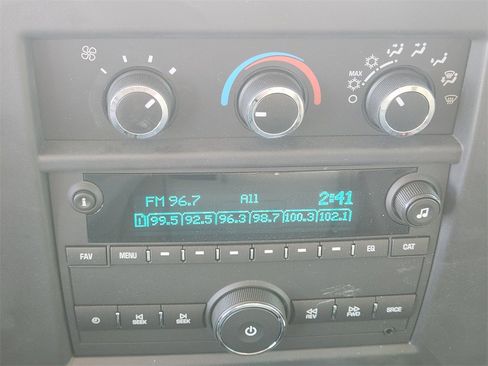 MAX
FM 96.7 All 2:41
1 99.5 92.5 96.3 98.7 100.3 102.1
FAV MENU EQ CAT
SEEK SEEK REV FWD SRCE